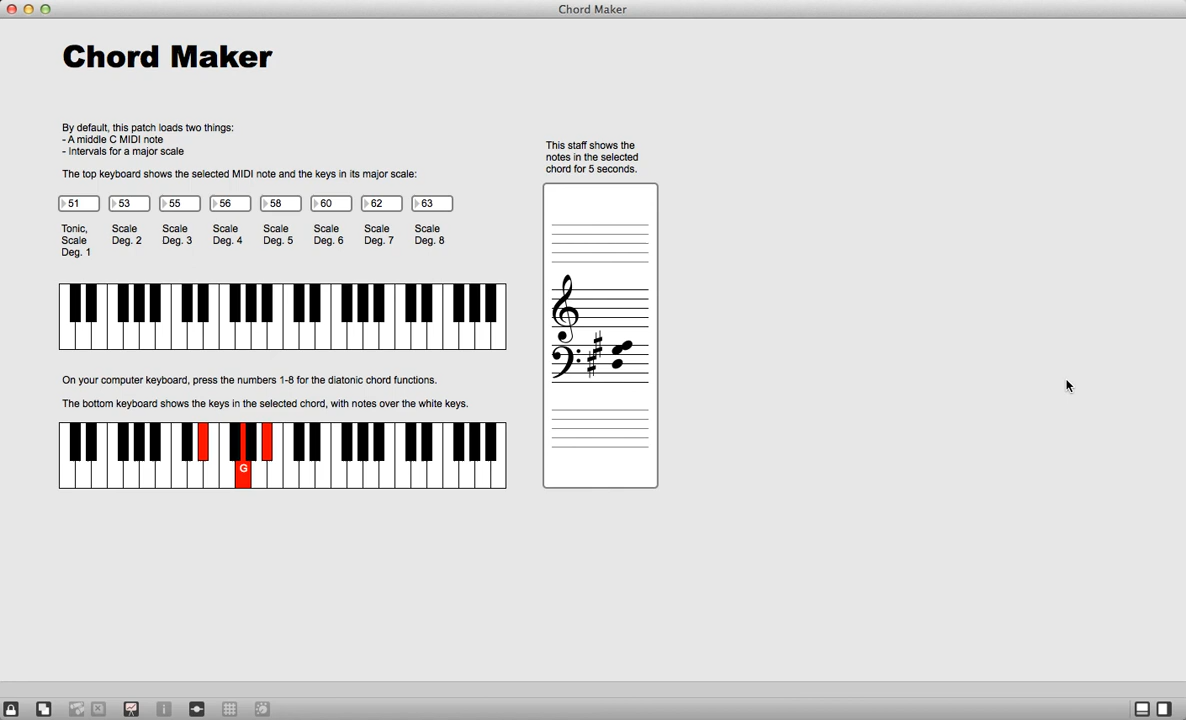 Chord Maker
Chord Maker
By default, this patch loads two things:
- A middle C MIDI note
- Intervals for a major scale
The top keyboard shows the selected MIDI note and the keys in its major scale:
51 53 55 56 58 60 62 63
Tonic,
Scale
Deg. 1
Scale
Deg. 2
Scale
Deg. 3
Scale
Deg. 4
Scale
Deg. 5
Scale
Deg. 6
Scale
Deg. 7
Scale
Deg. 8
On your computer keyboard, press the numbers 1-8 for the diatonic chord functions.
The bottom keyboard shows the keys in the selected chord, with notes over the white keys.
G
This staff shows the
notes in the selected
chord for 5 seconds.